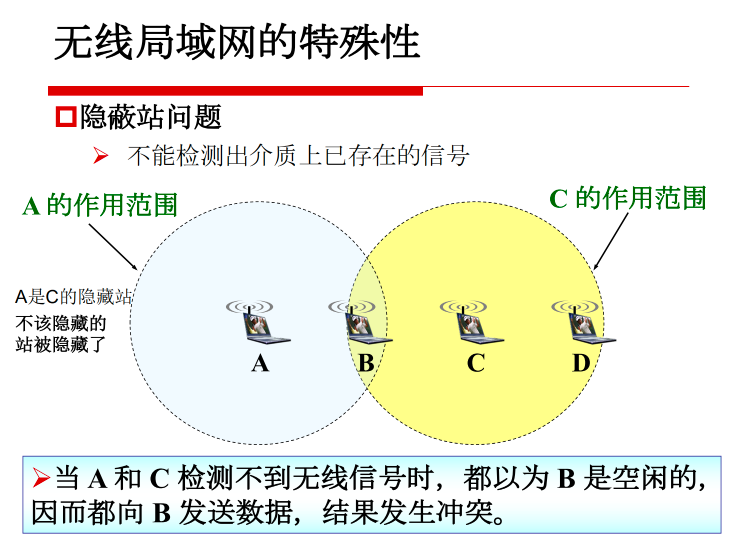 无线局域网的特殊性
隐蔽站问题
不能检测出介质上已存在的信号
A 的作用范围
C 的作用范围
A是C的隐藏站
不该隐藏的
站被隐藏了
A
B
C
D
当 A 和 C 检测不到无线信号时，都以为 B 是空闲的，
因而都向 B 发送数据，结果发生冲突。